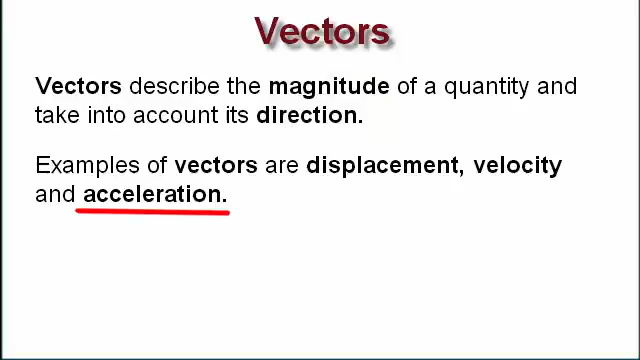 Vectors
Vectors describe the magnitude of a quantity and
take into account its direction.
Examples of vectors are displacement, velocity
and acceleration.